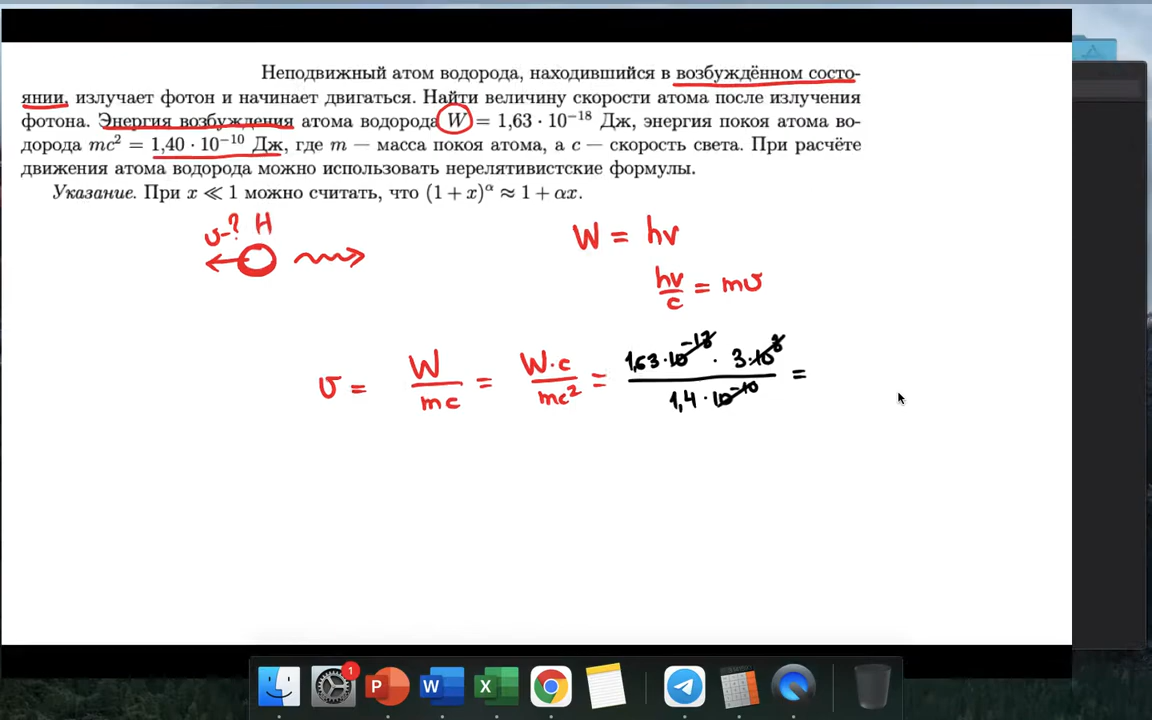 Неподвижный атом водорода, находившийся в возбуждённом состо-
янии, излучает фотон и начинает двигаться. Найти величину скорости атома после излучения
фотона. Энергия возбуждения атома водорода W = 1,63 · 10⁻¹⁸ Дж, энергия покоя атома во-
дорода mc² = 1,40 · 10⁻¹⁰ Дж, где m — масса покоя атома, а c — скорость света. При расчёте
движения атома водорода можно использовать нерелятивистские формулы.
Указание. При x ≪ 1 можно считать, что (1 + x)^α ≈ 1 + αx.
υ-? H
W = hν
hν/c = mυ
υ = W/mc = W·c/mc² = 1,63·10⁻¹⁸ · 3·10⁸ / 1,4·10⁻¹⁰ =
1
P W X